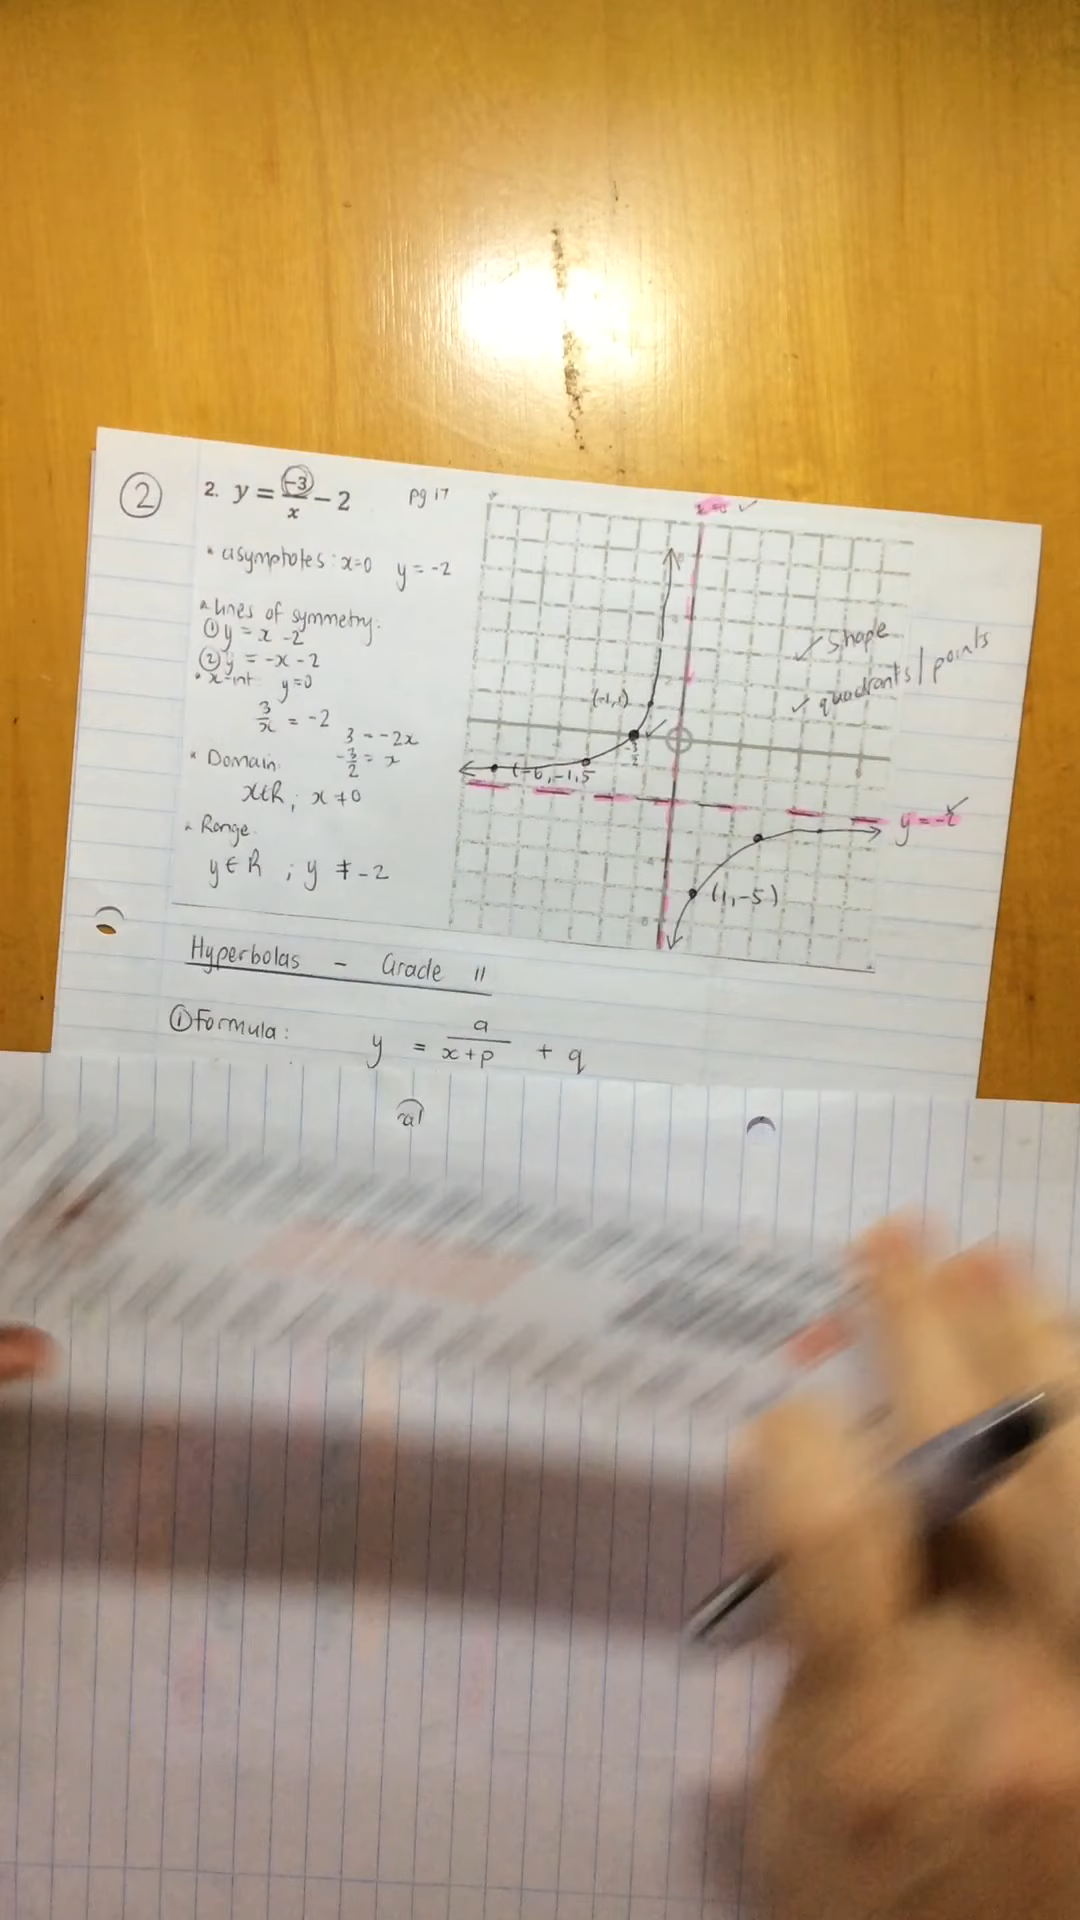 ②
2. y = -3/x - 2 pg 17
• asymptotes: x=0 y = -2
• Lines of symmetry:
① y = x - 2
② y = -x - 2
• x-int y=0
3/x = -2
3 = -2x
-3/2 = x
• Domain:
x∈R; x ≠ 0
• Range
y∈R ; y ≠ -2
x=0 ✓
✓ Shape
✓ quadrants / points
(-1,1)
-3/2
(-6,-1,5
y = -2
(1,-5)
Hyperbolas - Grade 11
① Formula: y = a/(x+p) + q